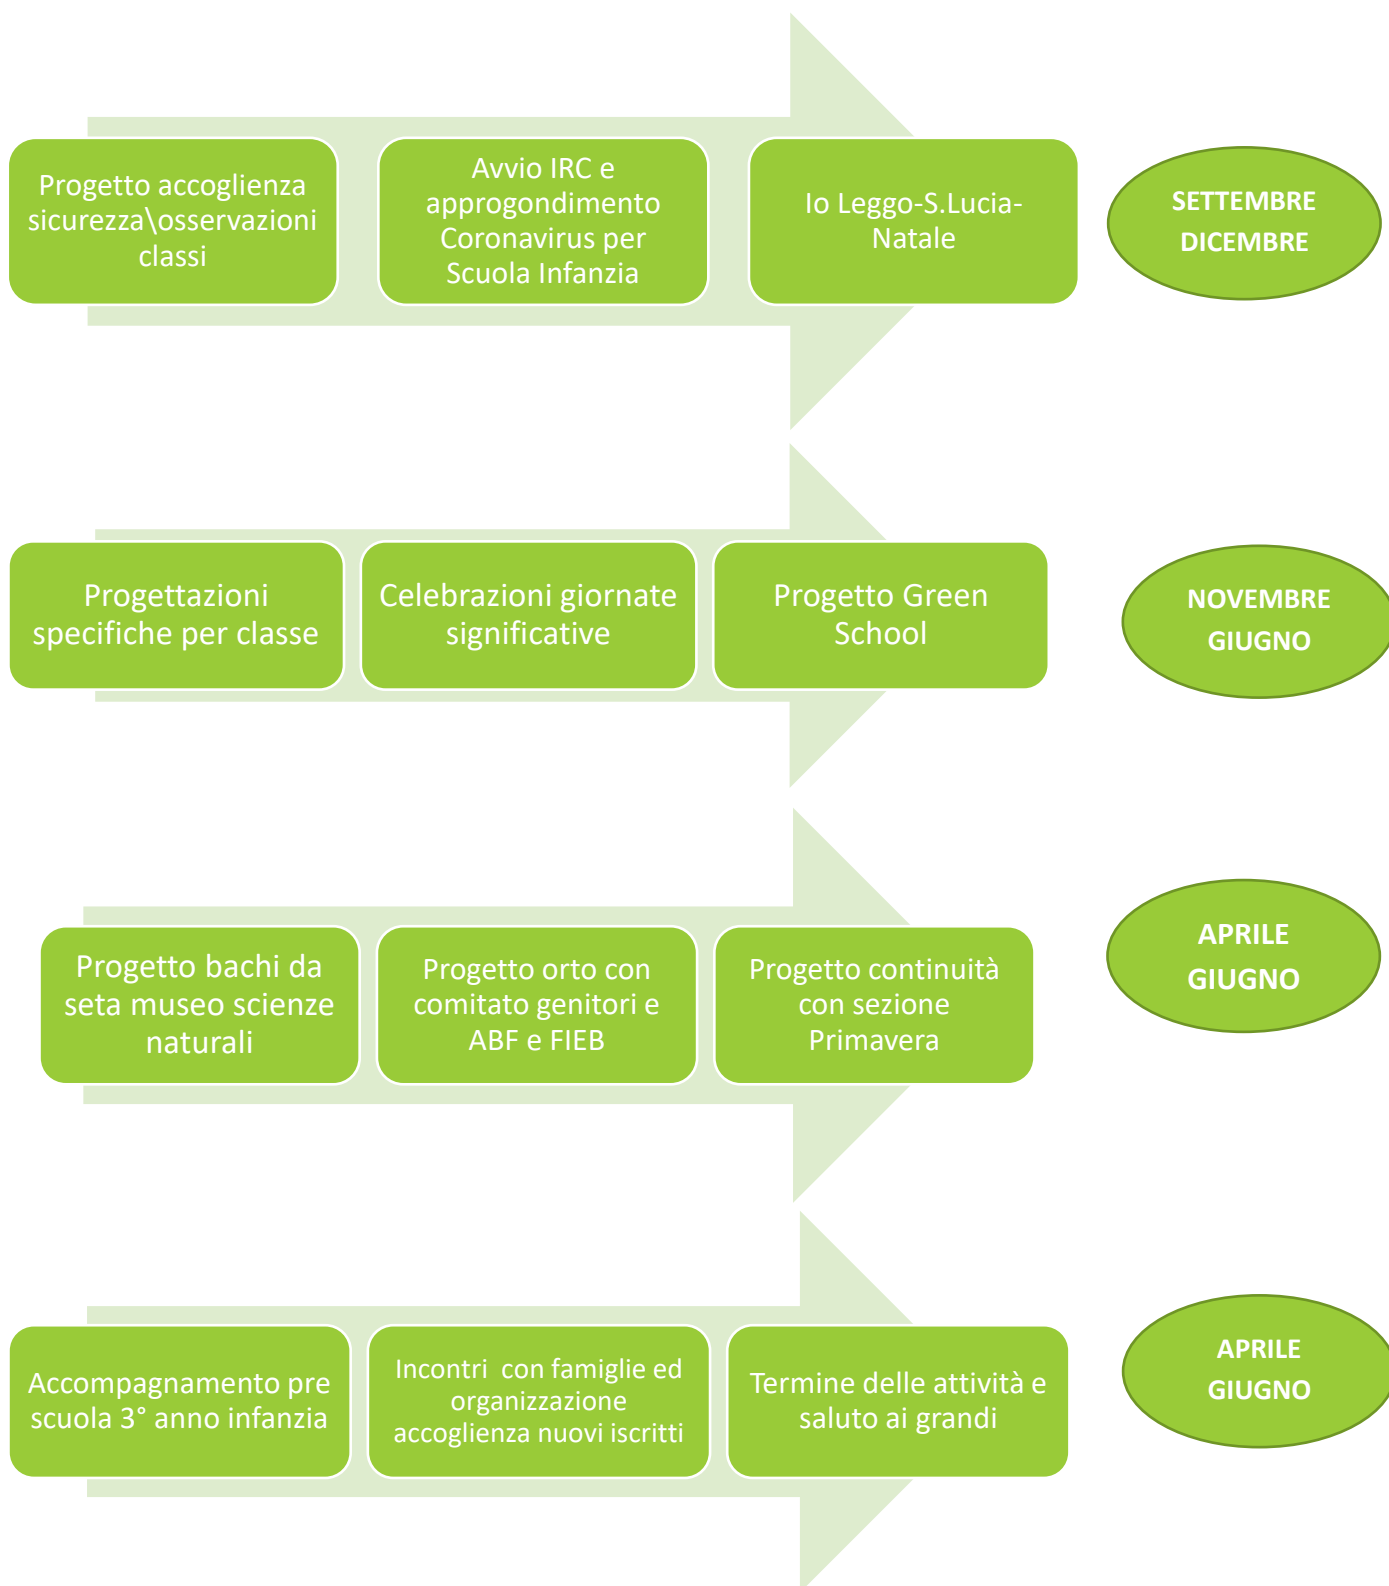 Progetto accoglienza
sicurezza\osservazioni
classi
Avvio IRC e
approgondimento
Coronavirus per
Scuola Infanzia
Io Leggo-S.Lucia-
Natale
SETTEMBRE
DICEMBRE
Progettazioni
specifiche per classe
Celebrazioni giornate
significative
Progetto Green
School
NOVEMBRE
GIUGNO
Progetto bachi da
seta museo scienze
naturali
Progetto orto con
comitato genitori e
ABF e FIEB
Progetto continuità
con sezione
Primavera
APRILE
GIUGNO
Accompagnamento pre
scuola 3° anno infanzia
Incontri  con famiglie ed
organizzazione
accoglienza nuovi iscritti
Termine delle attività e
saluto ai grandi
APRILE
GIUGNO